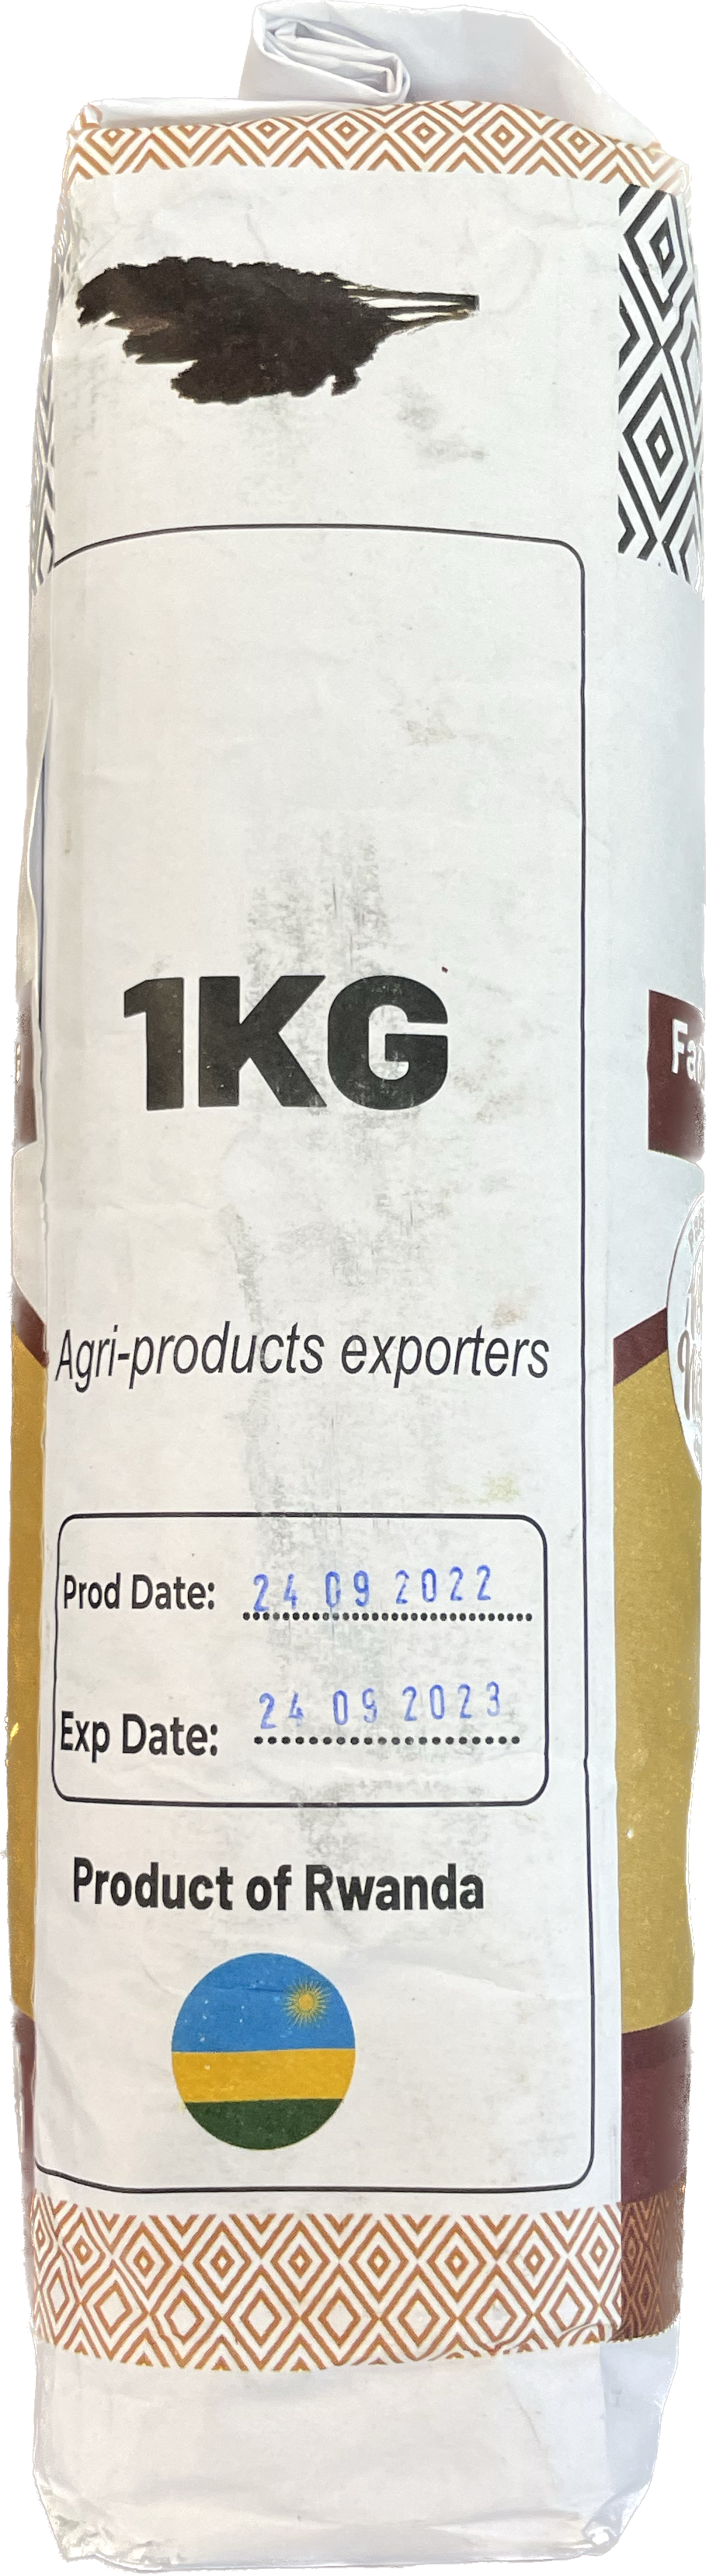 1KG
Agri-products exporters
Prod Date: 24 09 2022
Exp Date: 24 09 2023
Product of Rwanda